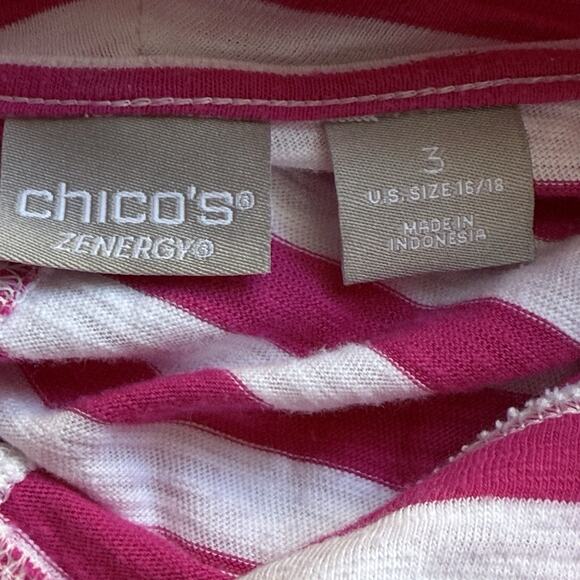 chico's®
ZENERGY®
3
U.S. SIZE 16/18
MADE IN
INDONESIA